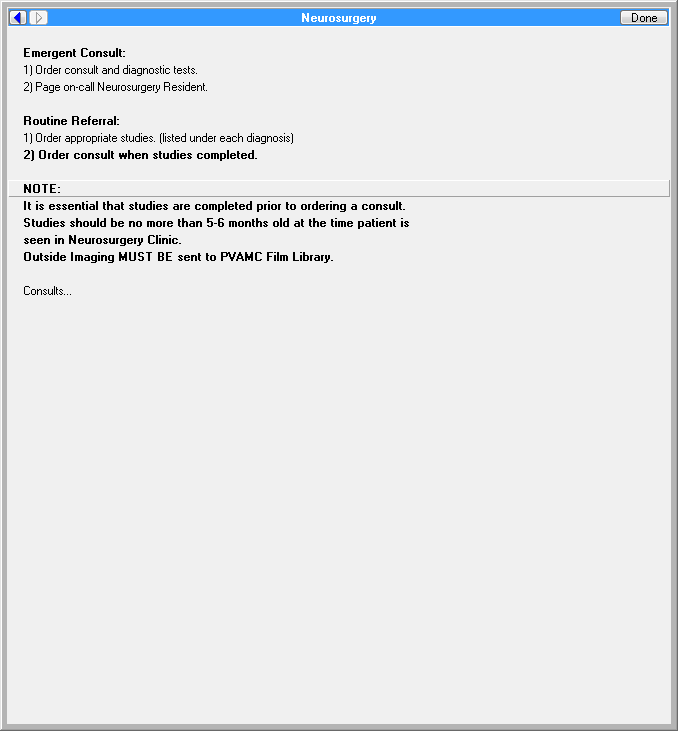 Neurosurgery
Done
Emergent Consult:
1) Order consult and diagnostic tests.
2) Page on-call Neurosurgery Resident.
Routine Referral:
1) Order appropriate studies. (listed under each diagnosis)
2) Order consult when studies completed.
NOTE:
It is essential that studies are completed prior to ordering a consult.
Studies should be no more than 5-6 months old at the time patient is
seen in Neurosurgery Clinic.
Outside Imaging MUST BE sent to PVAMC Film Library.
Consults...